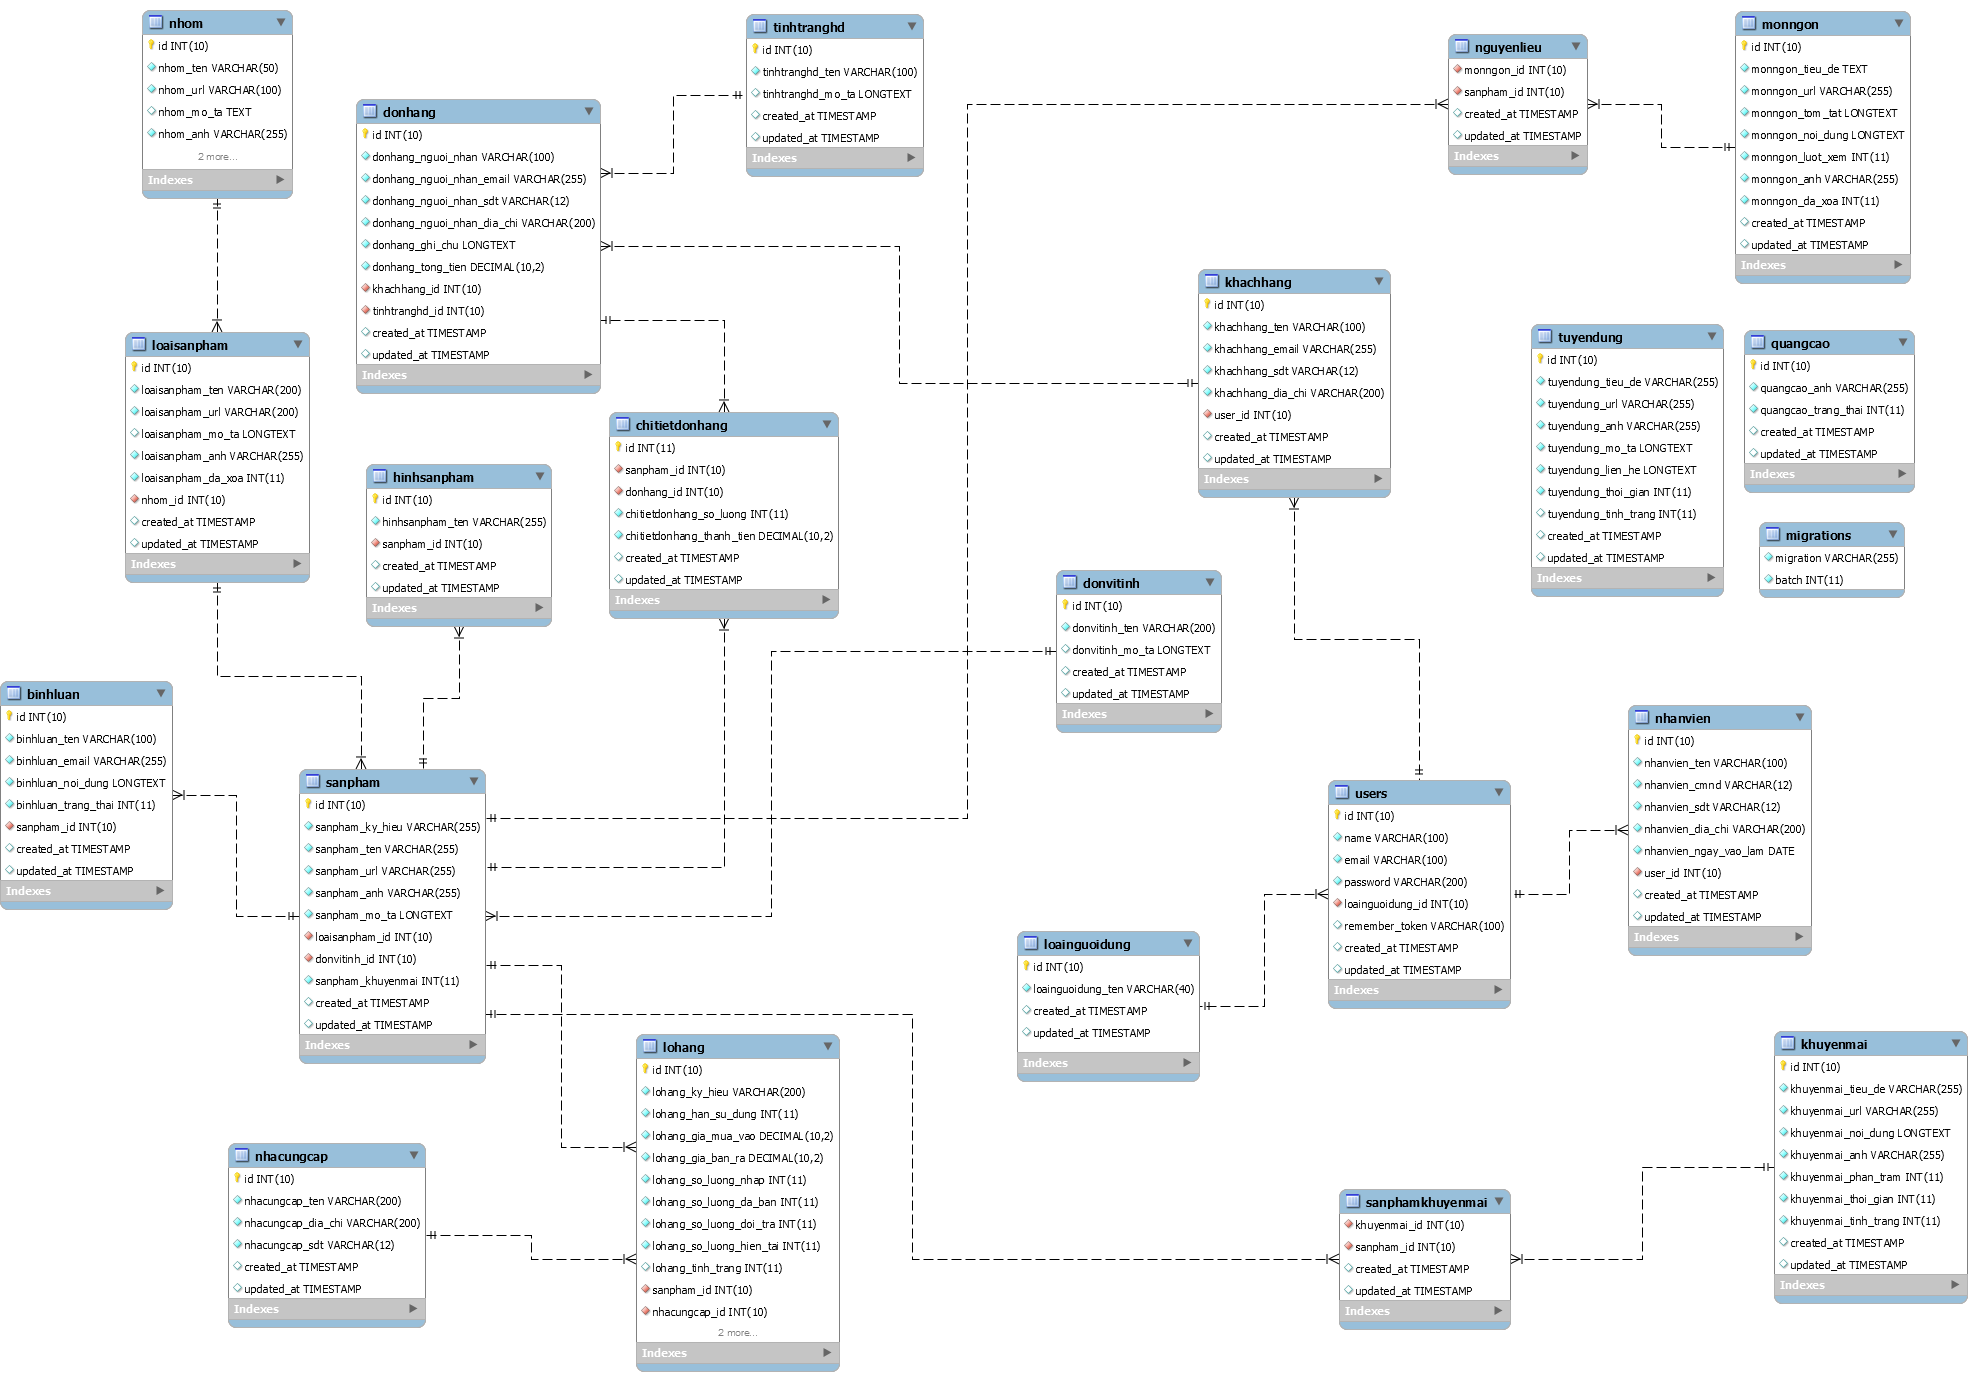 nhom
id INT(10)
nhom_ten VARCHAR(50)
nhom_url VARCHAR(100)
nhom_mo_ta TEXT
nhom_anh VARCHAR(255)
2 more...
Indexes
tinhtranghd
id INT(10)
tinhtranghd_ten VARCHAR(100)
tinhtranghd_mo_ta LONGTEXT
created_at TIMESTAMP
updated_at TIMESTAMP
Indexes
nguyenlieu
monngon_id INT(10)
sanpham_id INT(10)
created_at TIMESTAMP
updated_at TIMESTAMP
Indexes
monngon
id INT(10)
monngon_tieu_de TEXT
monngon_url VARCHAR(255)
monngon_tom_tat LONGTEXT
monngon_noi_dung LONGTEXT
monngon_luot_xem INT(11)
monngon_anh VARCHAR(255)
monngon_da_xoa INT(11)
created_at TIMESTAMP
updated_at TIMESTAMP
Indexes
donhang
id INT(10)
donhang_nguoi_nhan VARCHAR(100)
donhang_nguoi_nhan_email VARCHAR(255)
donhang_nguoi_nhan_sdt VARCHAR(12)
donhang_nguoi_nhan_dia_chi VARCHAR(200)
donhang_ghi_chu LONGTEXT
donhang_tong_tien DECIMAL(10,2)
khachhang_id INT(10)
tinhtranghd_id INT(10)
created_at TIMESTAMP
updated_at TIMESTAMP
Indexes
khachhang
id INT(10)
khachhang_ten VARCHAR(100)
khachhang_email VARCHAR(255)
khachhang_sdt VARCHAR(12)
khachhang_dia_chi VARCHAR(200)
user_id INT(10)
created_at TIMESTAMP
updated_at TIMESTAMP
Indexes
tuyendung
id INT(10)
tuyendung_tieu_de VARCHAR(255)
tuyendung_url VARCHAR(255)
tuyendung_anh VARCHAR(255)
tuyendung_mo_ta LONGTEXT
tuyendung_lien_he LONGTEXT
tuyendung_thoi_gian INT(11)
tuyendung_tinh_trang INT(11)
created_at TIMESTAMP
updated_at TIMESTAMP
Indexes
quangcao
id INT(10)
quangcao_anh VARCHAR(255)
quangcao_trang_thai INT(11)
created_at TIMESTAMP
updated_at TIMESTAMP
Indexes
migrations
migration VARCHAR(255)
batch INT(11)
loaisanpham
id INT(10)
loaisanpham_ten VARCHAR(200)
loaisanpham_url VARCHAR(200)
loaisanpham_mo_ta LONGTEXT
loaisanpham_anh VARCHAR(255)
loaisanpham_da_xoa INT(11)
nhom_id INT(10)
created_at TIMESTAMP
updated_at TIMESTAMP
Indexes
hinhsanpham
id INT(10)
hinhsanpham_ten VARCHAR(255)
sanpham_id INT(10)
created_at TIMESTAMP
updated_at TIMESTAMP
Indexes
chitietdonhang
id INT(11)
sanpham_id INT(10)
donhang_id INT(10)
chitietdonhang_so_luong INT(11)
chitietdonhang_thanh_tien DECIMAL(10,2)
created_at TIMESTAMP
updated_at TIMESTAMP
Indexes
donvitinh
id INT(10)
donvitinh_ten VARCHAR(200)
donvitinh_mo_ta LONGTEXT
created_at TIMESTAMP
updated_at TIMESTAMP
Indexes
binhluan
id INT(10)
binhluan_ten VARCHAR(100)
binhluan_email VARCHAR(255)
binhluan_noi_dung LONGTEXT
binhluan_trang_thai INT(11)
sanpham_id INT(10)
created_at TIMESTAMP
updated_at TIMESTAMP
Indexes
sanpham
id INT(10)
sanpham_ky_hieu VARCHAR(255)
sanpham_ten VARCHAR(255)
sanpham_url VARCHAR(255)
sanpham_anh VARCHAR(255)
sanpham_mo_ta LONGTEXT
loaisanpham_id INT(10)
donvitinh_id INT(10)
sanpham_khuyenmai INT(11)
created_at TIMESTAMP
updated_at TIMESTAMP
Indexes
users
id INT(10)
name VARCHAR(100)
email VARCHAR(100)
password VARCHAR(200)
loainguoidung_id INT(10)
remember_token VARCHAR(100)
created_at TIMESTAMP
updated_at TIMESTAMP
Indexes
nhanvien
id INT(10)
nhanvien_ten VARCHAR(100)
nhanvien_cmnd VARCHAR(12)
nhanvien_sdt VARCHAR(12)
nhanvien_dia_chi VARCHAR(200)
nhanvien_ngay_vao_lam DATE
user_id INT(10)
created_at TIMESTAMP
updated_at TIMESTAMP
Indexes
loainguoidung
id INT(10)
loainguoidung_ten VARCHAR(40)
created_at TIMESTAMP
updated_at TIMESTAMP
Indexes
lohang
id INT(10)
lohang_ky_hieu VARCHAR(200)
lohang_han_su_dung INT(11)
lohang_gia_mua_vao DECIMAL(10,2)
lohang_gia_ban_ra DECIMAL(10,2)
lohang_so_luong_nhap INT(11)
lohang_so_luong_da_ban INT(11)
lohang_so_luong_doi_tra INT(11)
lohang_so_luong_hien_tai INT(11)
lohang_tinh_trang INT(11)
sanpham_id INT(10)
nhacungcap_id INT(10)
2 more...
Indexes
nhacungcap
id INT(10)
nhacungcap_ten VARCHAR(200)
nhacungcap_dia_chi VARCHAR(200)
nhacungcap_sdt VARCHAR(12)
created_at TIMESTAMP
updated_at TIMESTAMP
Indexes
sanphamkhuyenmai
khuyenmai_id INT(10)
sanpham_id INT(10)
created_at TIMESTAMP
updated_at TIMESTAMP
Indexes
khuyenmai
id INT(10)
khuyenmai_tieu_de VARCHAR(255)
khuyenmai_url VARCHAR(255)
khuyenmai_noi_dung LONGTEXT
khuyenmai_anh VARCHAR(255)
khuyenmai_phan_tram INT(11)
khuyenmai_thoi_gian INT(11)
khuyenmai_tinh_trang INT(11)
created_at TIMESTAMP
updated_at TIMESTAMP
Indexes